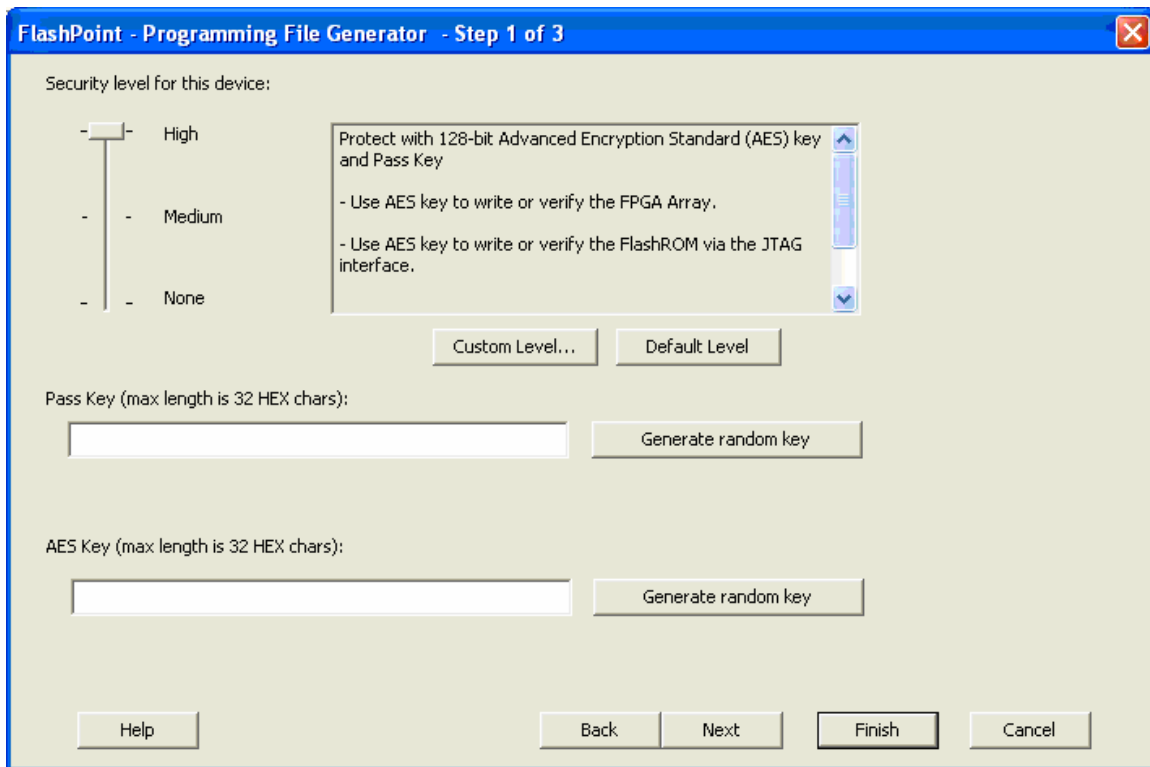 FlashPoint - Programming File Generator - Step 1 of 3
Security level for this device:
High
Medium
None
Protect with 128-bit Advanced Encryption Standard (AES) key
and Pass Key
- Use AES key to write or verify the FPGA Array.
- Use AES key to write or verify the FlashROM via the JTAG
interface.
Custom Level...
Default Level
Pass Key (max length is 32 HEX chars):
Generate random key
AES Key (max length is 32 HEX chars):
Generate random key
Help
Back
Next
Finish
Cancel